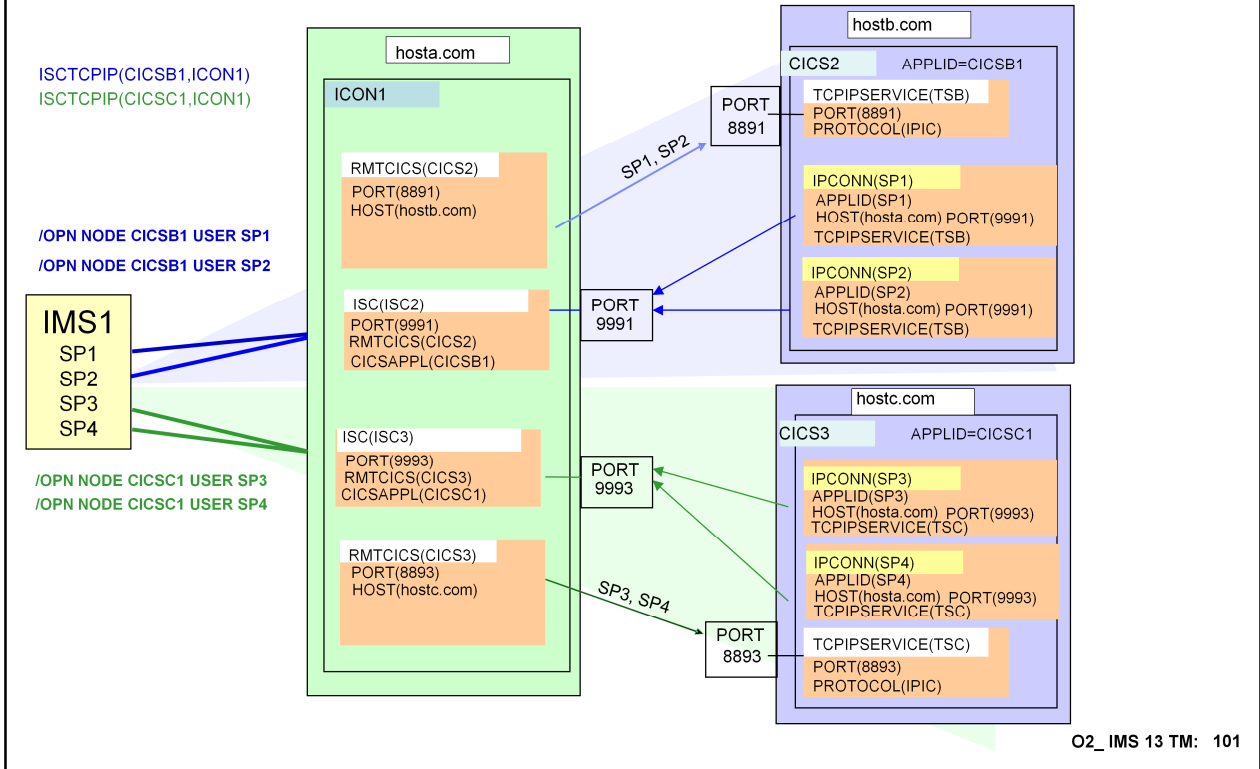 ISCTCPIP(CICSB1,ICON1)
ISCTCPIP(CICSC1,ICON1)
/OPN NODE CICSB1 USER SP1
/OPN NODE CICSB1 USER SP2
IMS1
SP1
SP2
SP3
SP4
/OPN NODE CICSC1 USER SP3
/OPN NODE CICSC1 USER SP4
hosta.com
ICON1
RMTCICS(CICS2)
PORT(8891)
HOST(hostb.com)
ISC(ISC2)
PORT(9991)
RMTCICS(CICS2)
CICSAPPL(CICSB1)
ISC(ISC3)
PORT(9993)
RMTCICS(CICS3)
CICSAPPL(CICSC1)
RMTCICS(CICS3)
PORT(8893)
HOST(hostc.com)
SP1, SP2
PORT
8891
PORT
9991
PORT
9993
SP3, SP4
PORT
8893
hostb.com
CICS2 APPLID=CICSB1
TCPIPSERVICE(TSB)
PORT(8891)
PROTOCOL(IPIC)
IPCONN(SP1)
APPLID(SP1)
HOST(hosta.com) PORT(9991)
TCPIPSERVICE(TSB)
IPCONN(SP2)
APPLID(SP2)
HOST(hosta.com) PORT(9991)
TCPIPSERVICE(TSB)
hostc.com
CICS3 APPLID=CICSC1
IPCONN(SP3)
APPLID(SP3)
HOST(hosta.com) PORT(9993)
TCPIPSERVICE(TSC)
IPCONN(SP4)
APPLID(SP4)
HOST(hosta.com) PORT(9993)
TCPIPSERVICE(TSC)
TCPIPSERVICE(TSC)
PORT(8893)
PROTOCOL(IPIC)
O2_ IMS 13 TM: 101